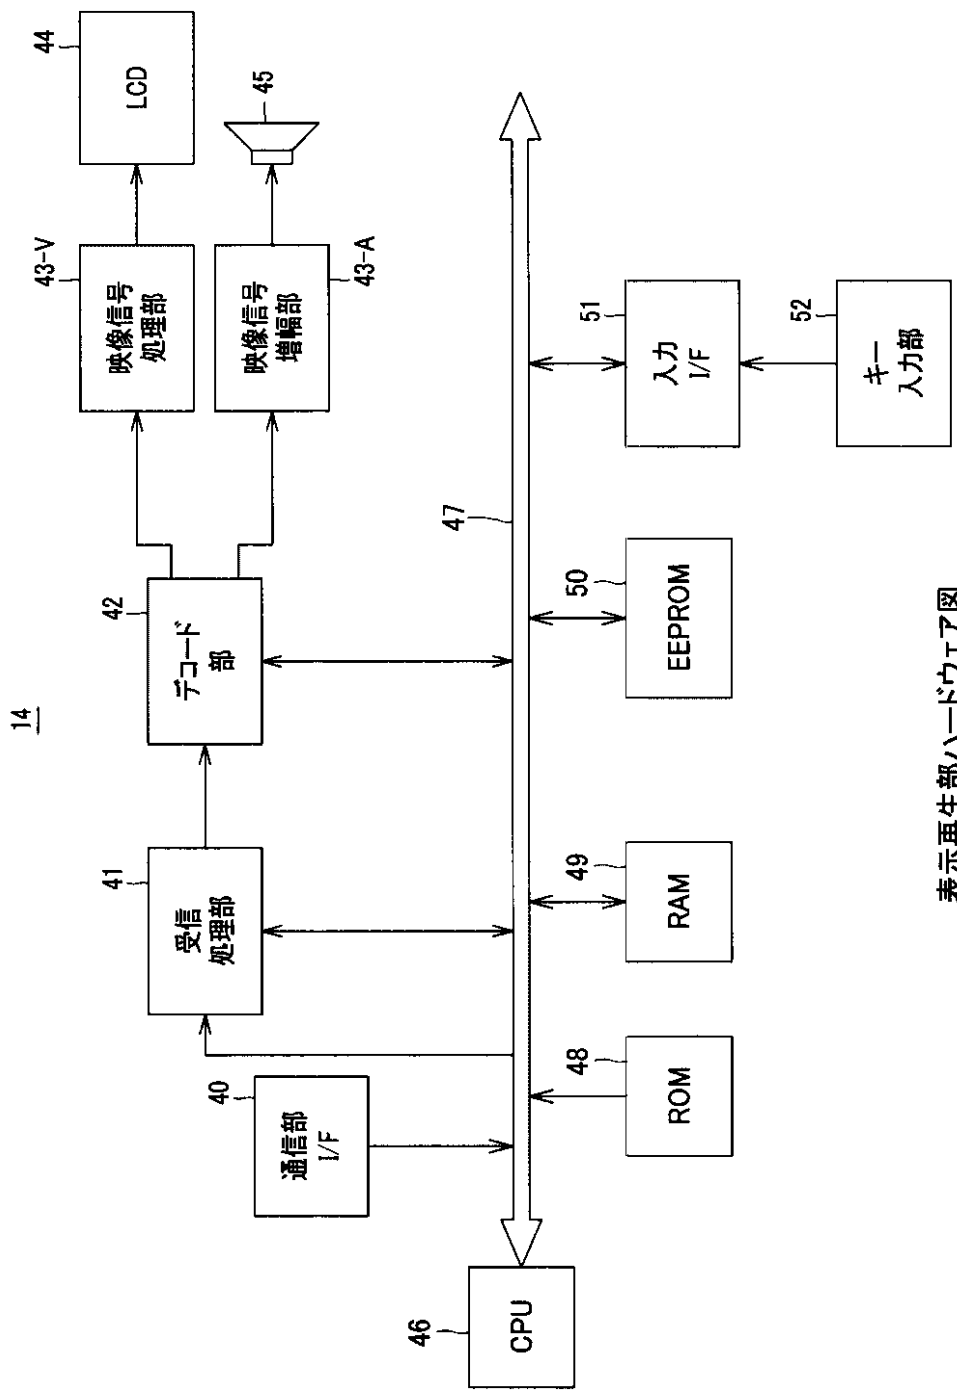 14
44
LCD
45
43-V
映像信号
処理部
43-A
映像信号
増幅部
42
デコード
部
41
受信
処理部
40
通信部
I/F
47
46
CPU
48
ROM
49
RAM
50
EEPROM
51
入力
I/F
52
キー
入力部
表示再生部ハードウェア図